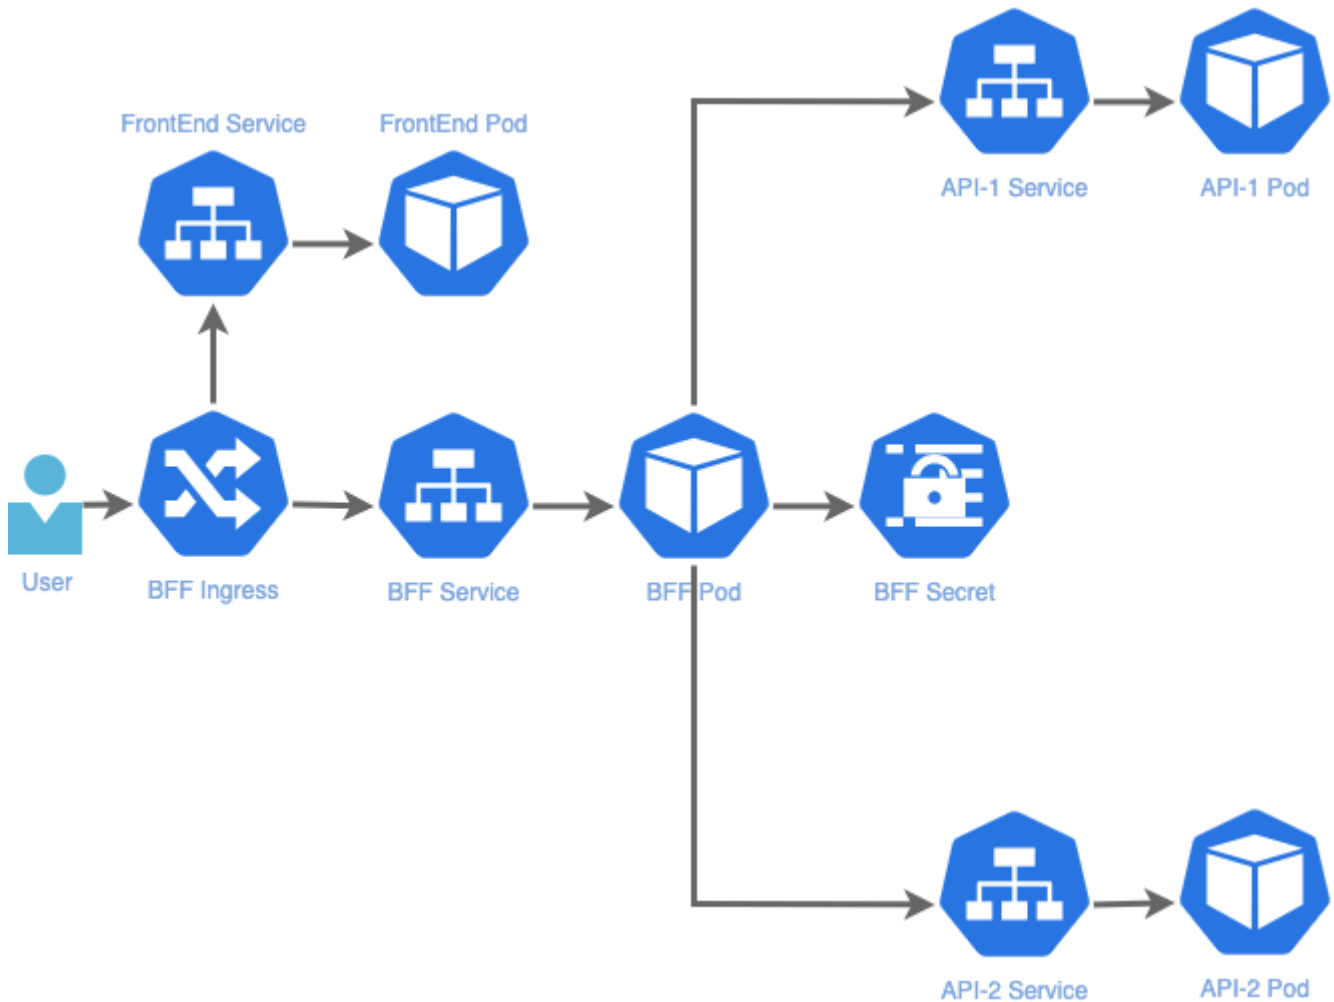 FrontEnd Service
FrontEnd Pod
API-1 Service
API-1 Pod
User
BFF Ingress
BFF Service
BFF Pod
BFF Secret
API-2 Service
API-2 Pod